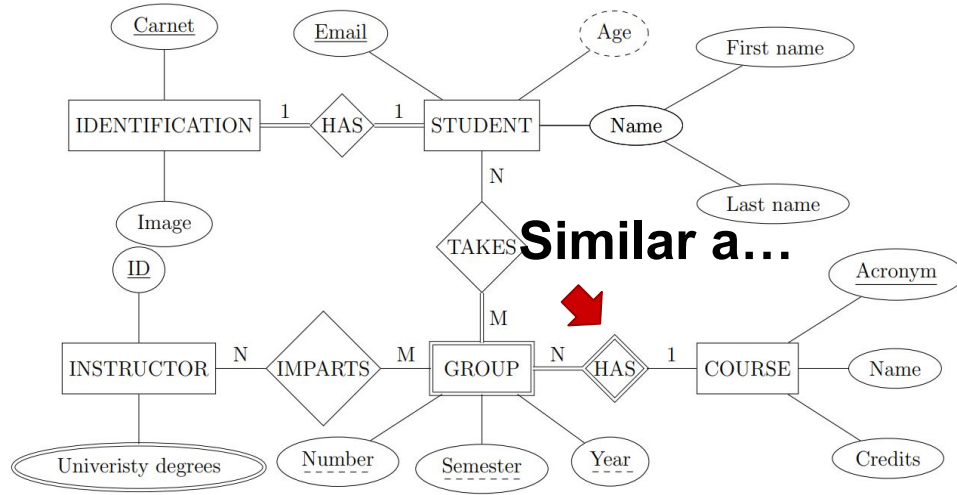 Carnet
Email
Age
First name
IDENTIFICATION
1
HAS
1
STUDENT
Name
N
Last name
Image
TAKES
Similar a...
ID
M
Acronym
INSTRUCTOR
N
IMPARTS
M
GROUP
N
HAS
1
COURSE
Name
Univeristy degrees
Number
Semester
Year
Credits